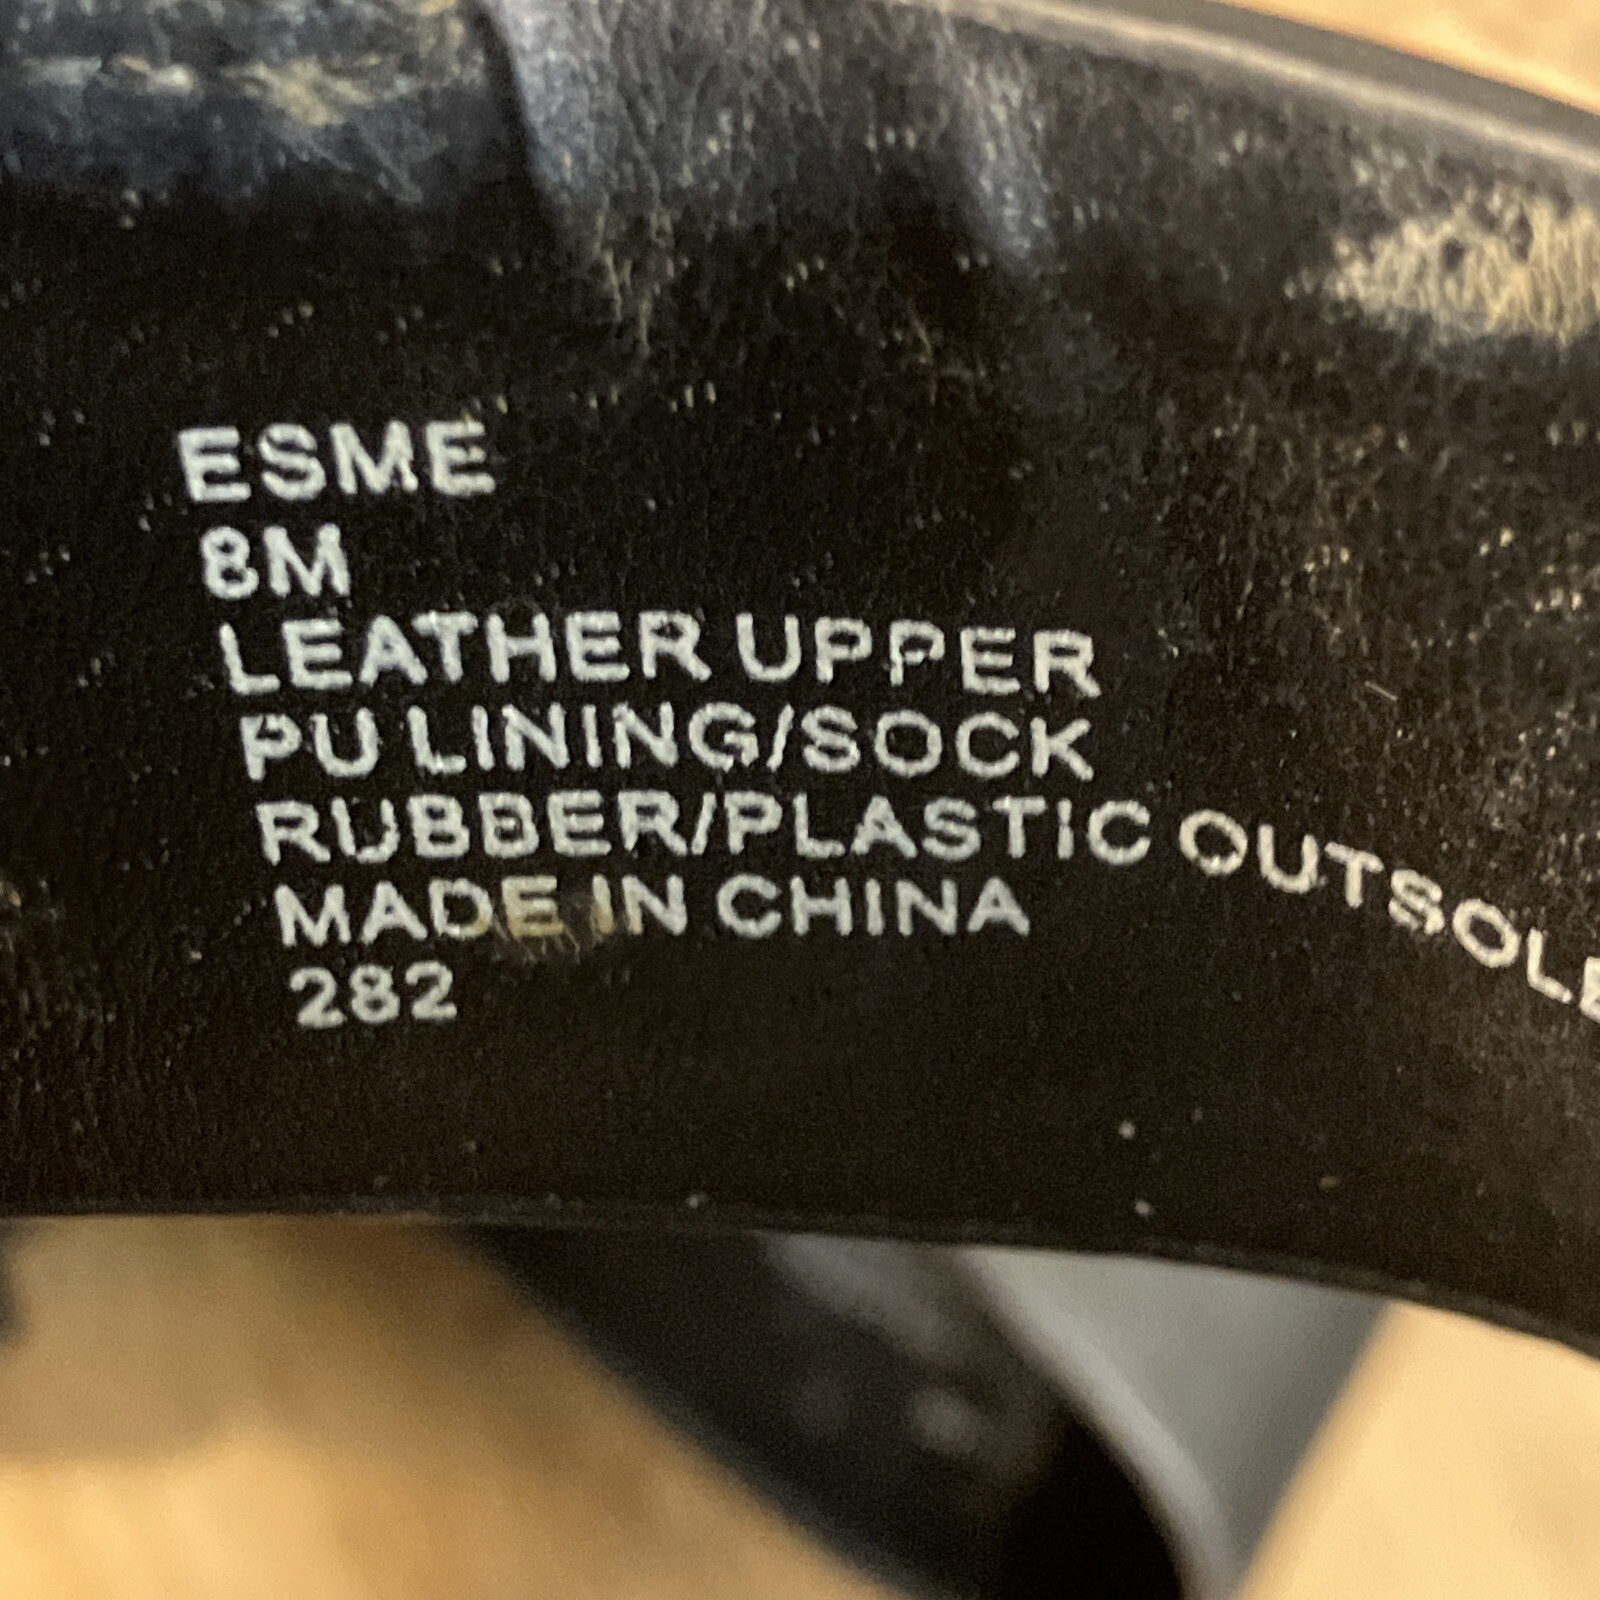 ESME
8M
LEATHER UPPER
PU LINING/SOCK
RUBBER/PLASTIC OUTSOLE
MADE IN CHINA
282